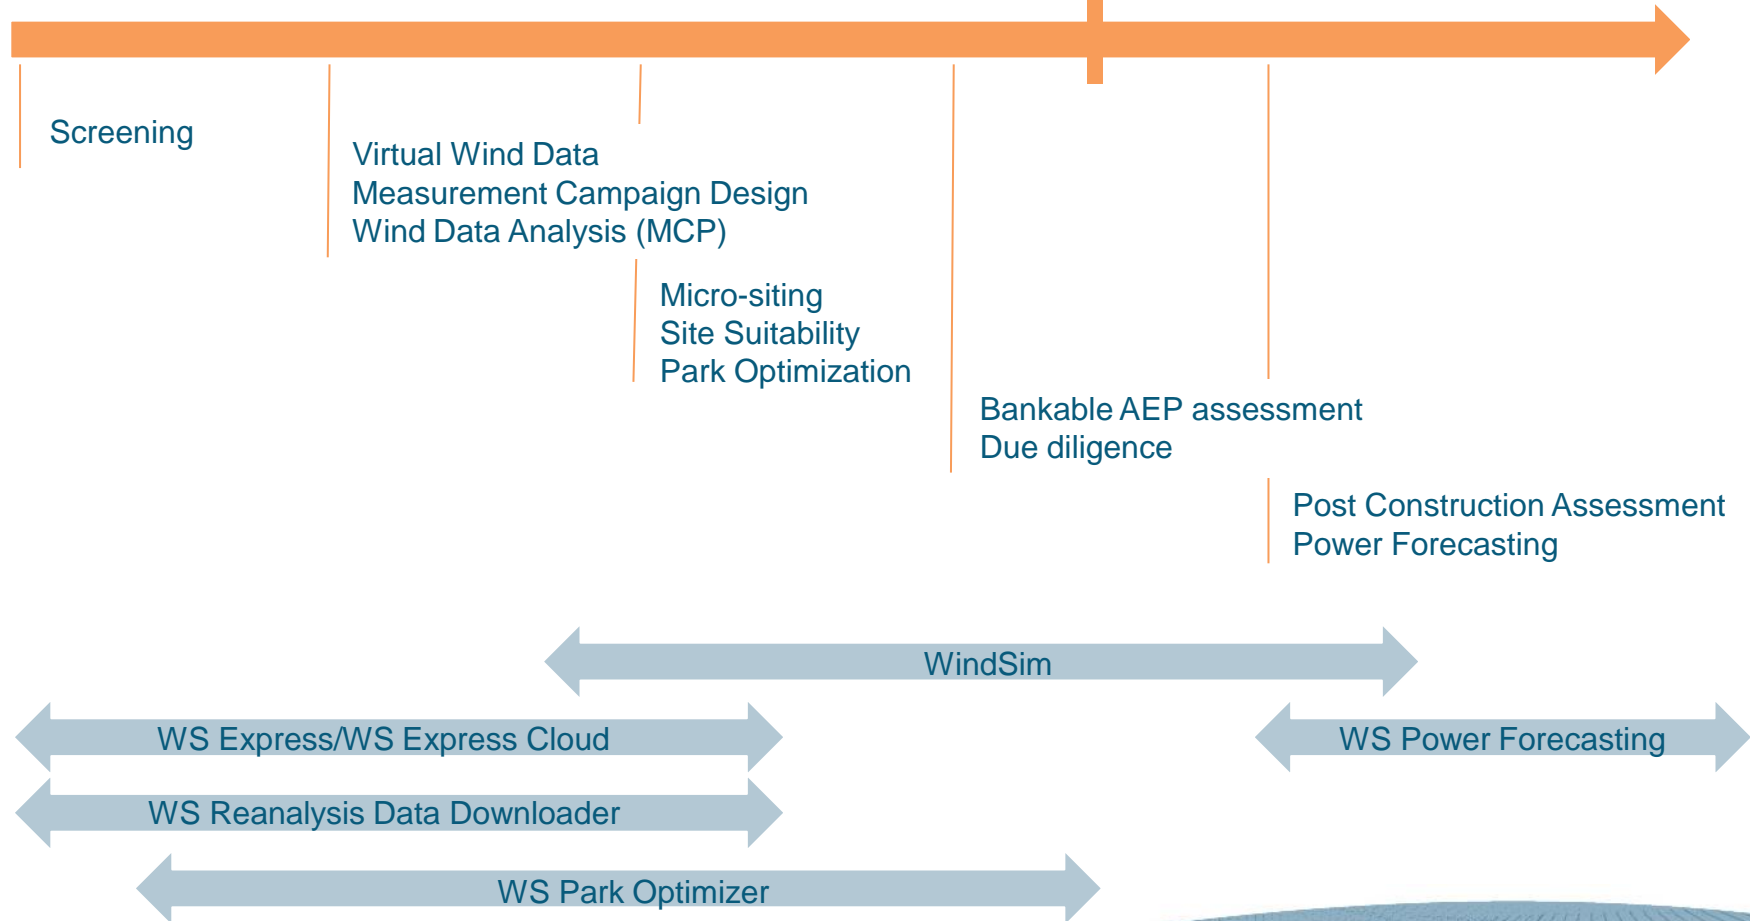 Screening
Virtual Wind Data
Measurement Campaign Design
Wind Data Analysis (MCP)
Micro-siting
Site Suitability
Park Optimization
Bankable AEP assessment
Due diligence
Post Construction Assessment
Power Forecasting
WindSim
WS Express/WS Express Cloud
WS Power Forecasting
WS Reanalysis Data Downloader
WS Park Optimizer